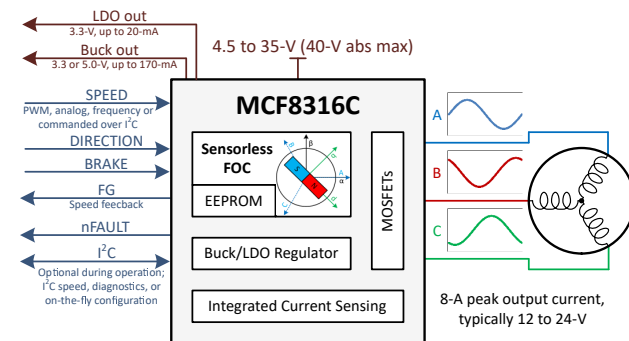 LDO out
3.3-V, up to 20-mA
Buck out
3.3 or 5.0-V, up to 170-mA
4.5 to 35-V (40-V abs max)
SPEED
PWM, analog, frequency or
commanded over I²C
DIRECTION
BRAKE
FG
Speed feecback
nFAULT
I²C
Optional during operation;
I²C speed, diagnostics, or
on-the-fly configuration
MCF8316C
Sensorless
FOC
EEPROM
β
B
α
A
α
S
N
C
d
MOSFETs
Buck/LDO Regulator
Integrated Current Sensing
A
B
C
8-A peak output current,
typically 12 to 24-V